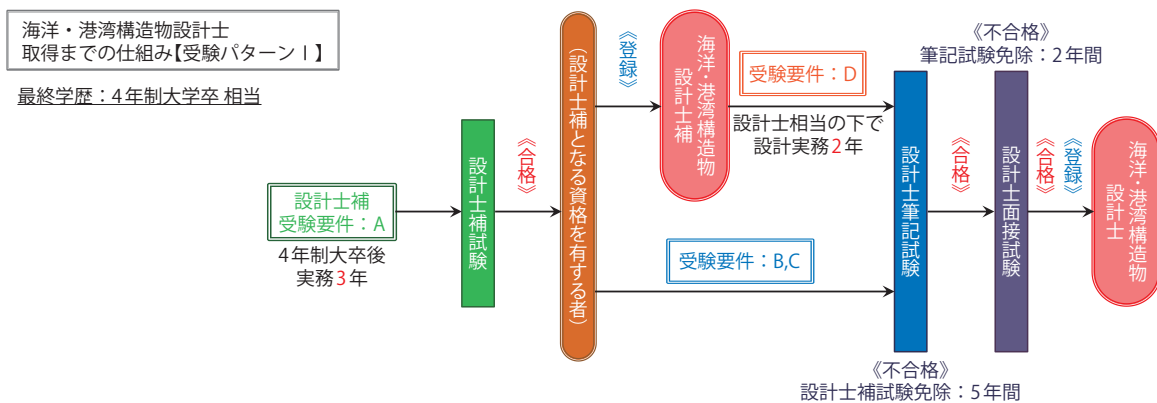 海洋・港湾構造物設計士
取得までの仕組み【受験パターンⅠ】
最終学歴：4年制大学卒 相当
設計士補
受験要件：A
4年制大卒後
実務3年
設計士補試験
《合格》
（設計士補となる資格を有する者）
《登録》
海洋・港湾構造物
設計士補
受験要件：D
設計士相当の下で
設計実務2年
受験要件：B,C
設計士筆記試験
《不合格》
設計士補試験免除：5年間
《合格》
《不合格》
筆記試験免除：2年間
設計士面接試験
《合格》
《登録》
海洋・港湾構造物
設計士